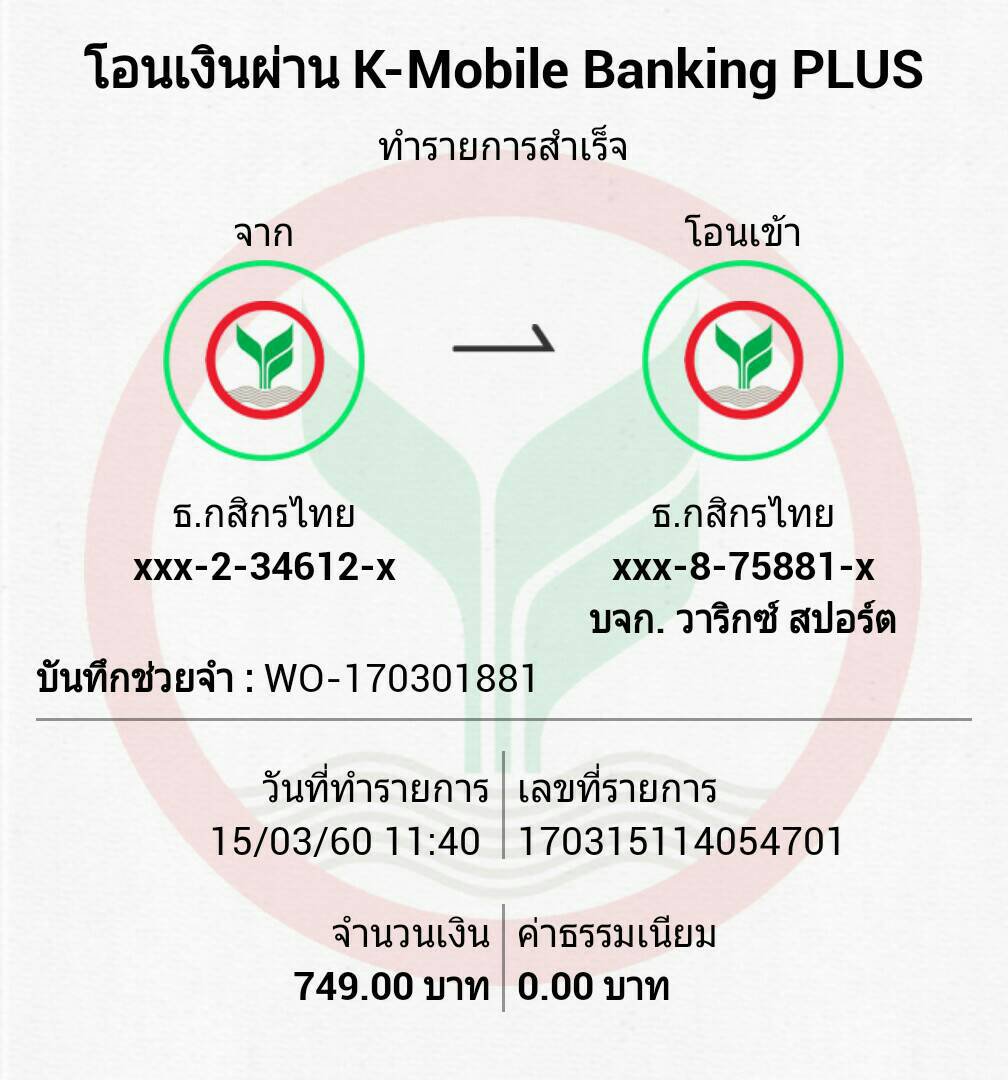 โอนเงินผ่าน K-Mobile Banking PLUS
ทำรายการสำเร็จ
จาก
โอนเข้า
ธ.กสิกรไทย
xxx-2-34612-x
ธ.กสิกรไทย
xxx-8-75881-x
บจก. วาริกซ์ สปอร์ต
บันทึกช่วยจำ : WO-170301881
วันที่ทำรายการ
15/03/60 11:40
เลขที่รายการ
170315114054701
จำนวนเงิน
749.00 บาท
ค่าธรรมเนียม
0.00 บาท